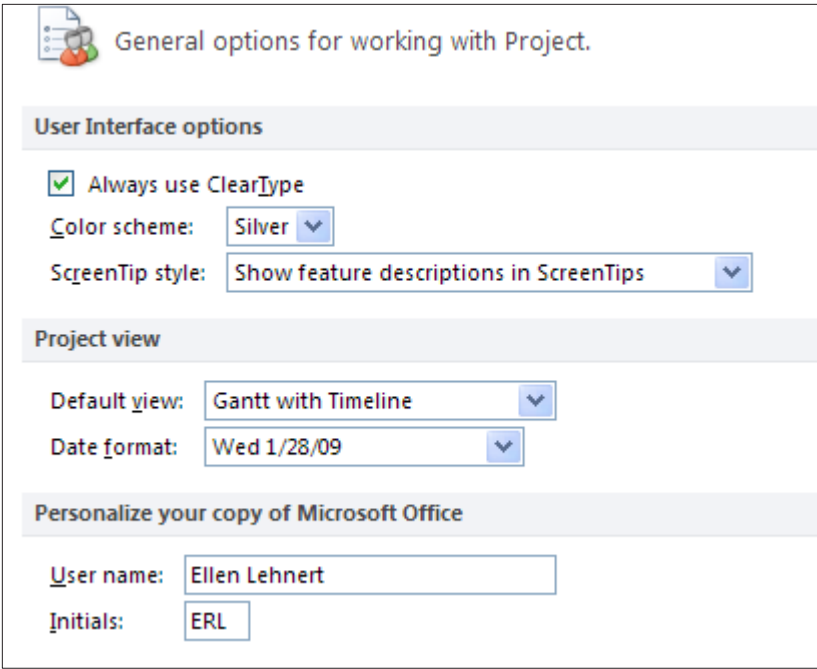 General options for working with Project.
User Interface options
Always use ClearType
Color scheme: Silver
ScreenTip style: Show feature descriptions in ScreenTips
Project view
Default view: Gantt with Timeline
Date format: Wed 1/28/09
Personalize your copy of Microsoft Office
User name: Ellen Lehnert
Initials: ERL